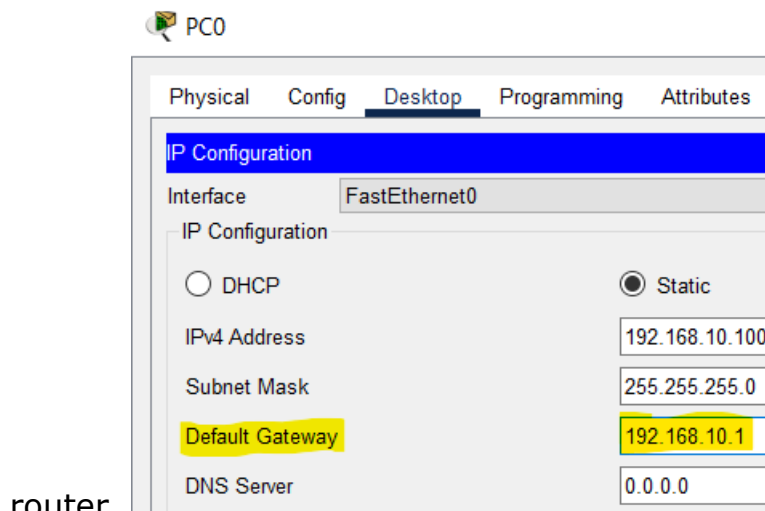 PC0
Physical Config Desktop Programming Attributes
IP Configuration
Interface FastEthernet0
IP Configuration
DHCP Static
IPv4 Address 192.168.10.100
Subnet Mask 255.255.255.0
Default Gateway 192.168.10.1
DNS Server 0.0.0.0
router